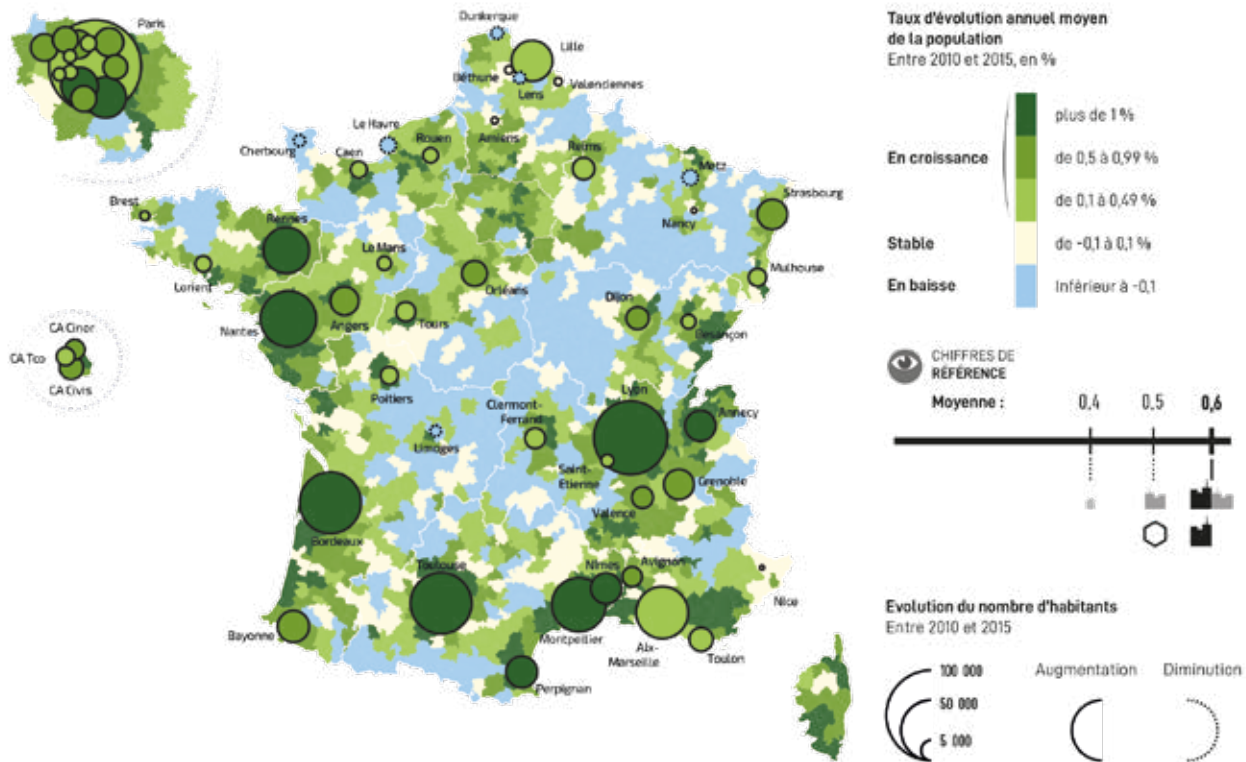 Paris
Dunkerque
Lille
Béthune
Valenciennes
Lens
Le Havre
Rouen
Amiens
Cherbourg
Caen
Reims
Metz
Strasbourg
Nancy
Brest
Rennes
Le Mans
Lorient
Orléans
Mulhouse
Nantes
Angers
Tours
Dijon
Besançon
CA Cinor
CA Tco
CA Civis
Poitiers
Lyon
Annecy
Clermont-
Ferrand
Limoges
Saint-
Etienne
Grenoble
Valence
Bordeaux
Toulouse
Nîmes
Avignon
Nice
Bayonne
Montpellier
Aix-
Marseille
Toulon
Perpignan
Taux d'évolution annuel moyen
de la population
Entre 2010 et 2015, en %
plus de 1 %
En croissance
de 0,5 à 0,99 %
de 0,1 à 0,49 %
Stable
de -0,1 à 0,1 %
En baisse
Inférieur à -0,1
CHIFFRES DE
RÉFÉRENCE
Moyenne : 0,4 0,5 0,6
Evolution du nombre d'habitants
Entre 2010 et 2015
100 000
50 000
5 000
Augmentation
Diminution